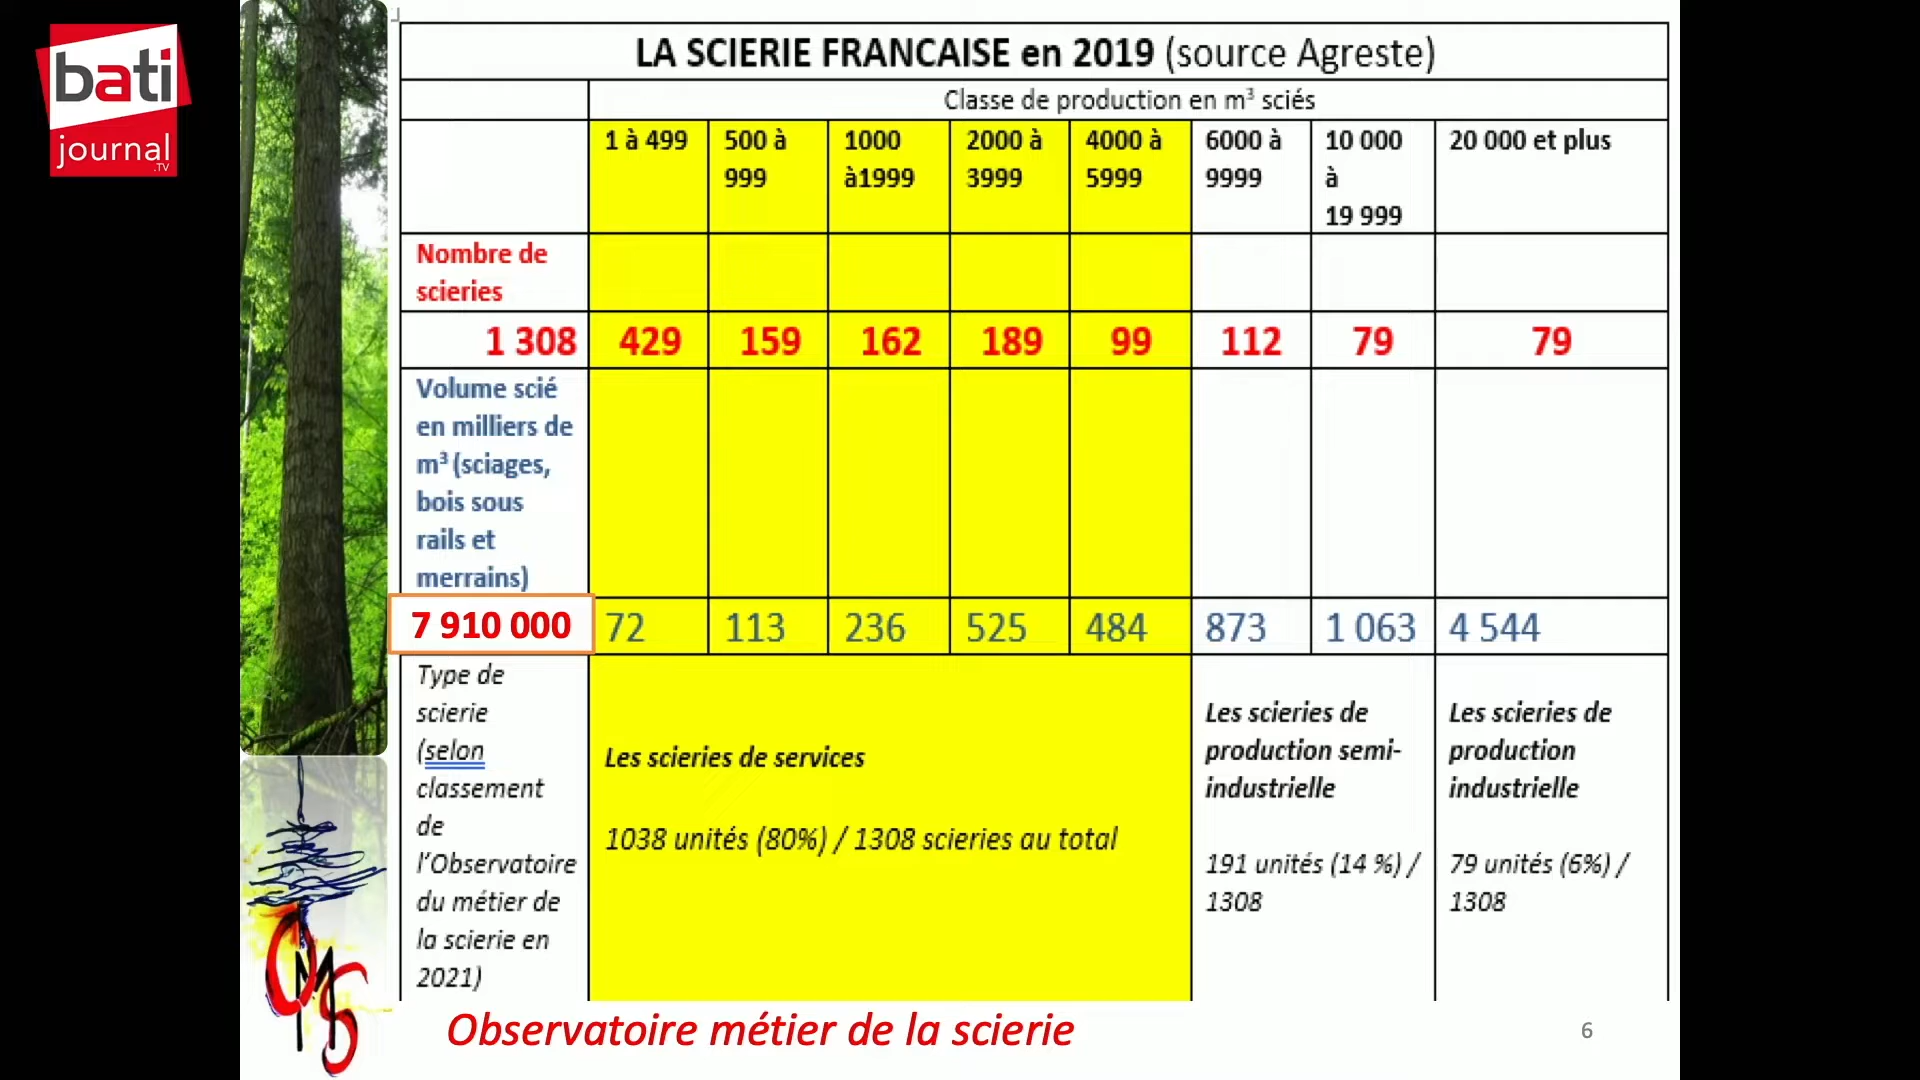 bati
journal
.TV
LA SCIERIE FRANCAISE en 2019 (source Agreste)
Classe de production en m³ sciés
1 à 499
500 à
999
1000
à1999
2000 à
3999
4000 à
5999
6000 à
9999
10 000
à
19 999
20 000 et plus
Nombre de
scieries
1 308 429 159 162 189 99 112 79 79
Volume scié
en milliers de
m³ (sciages,
bois sous
rails et
merrains)
7 910 000 72 113 236 525 484 873 1 063 4 544
Type de
scierie
(selon
classement
de
l'Observatoire
du métier de
la scierie en
2021)
Les scieries de services
1038 unités (80%) / 1308 scieries au total
Les scieries de
production semi-
industrielle
191 unités (14 %) /
1308
Les scieries de
production
industrielle
79 unités (6%) /
1308
OMS
Observatoire métier de la scierie
6